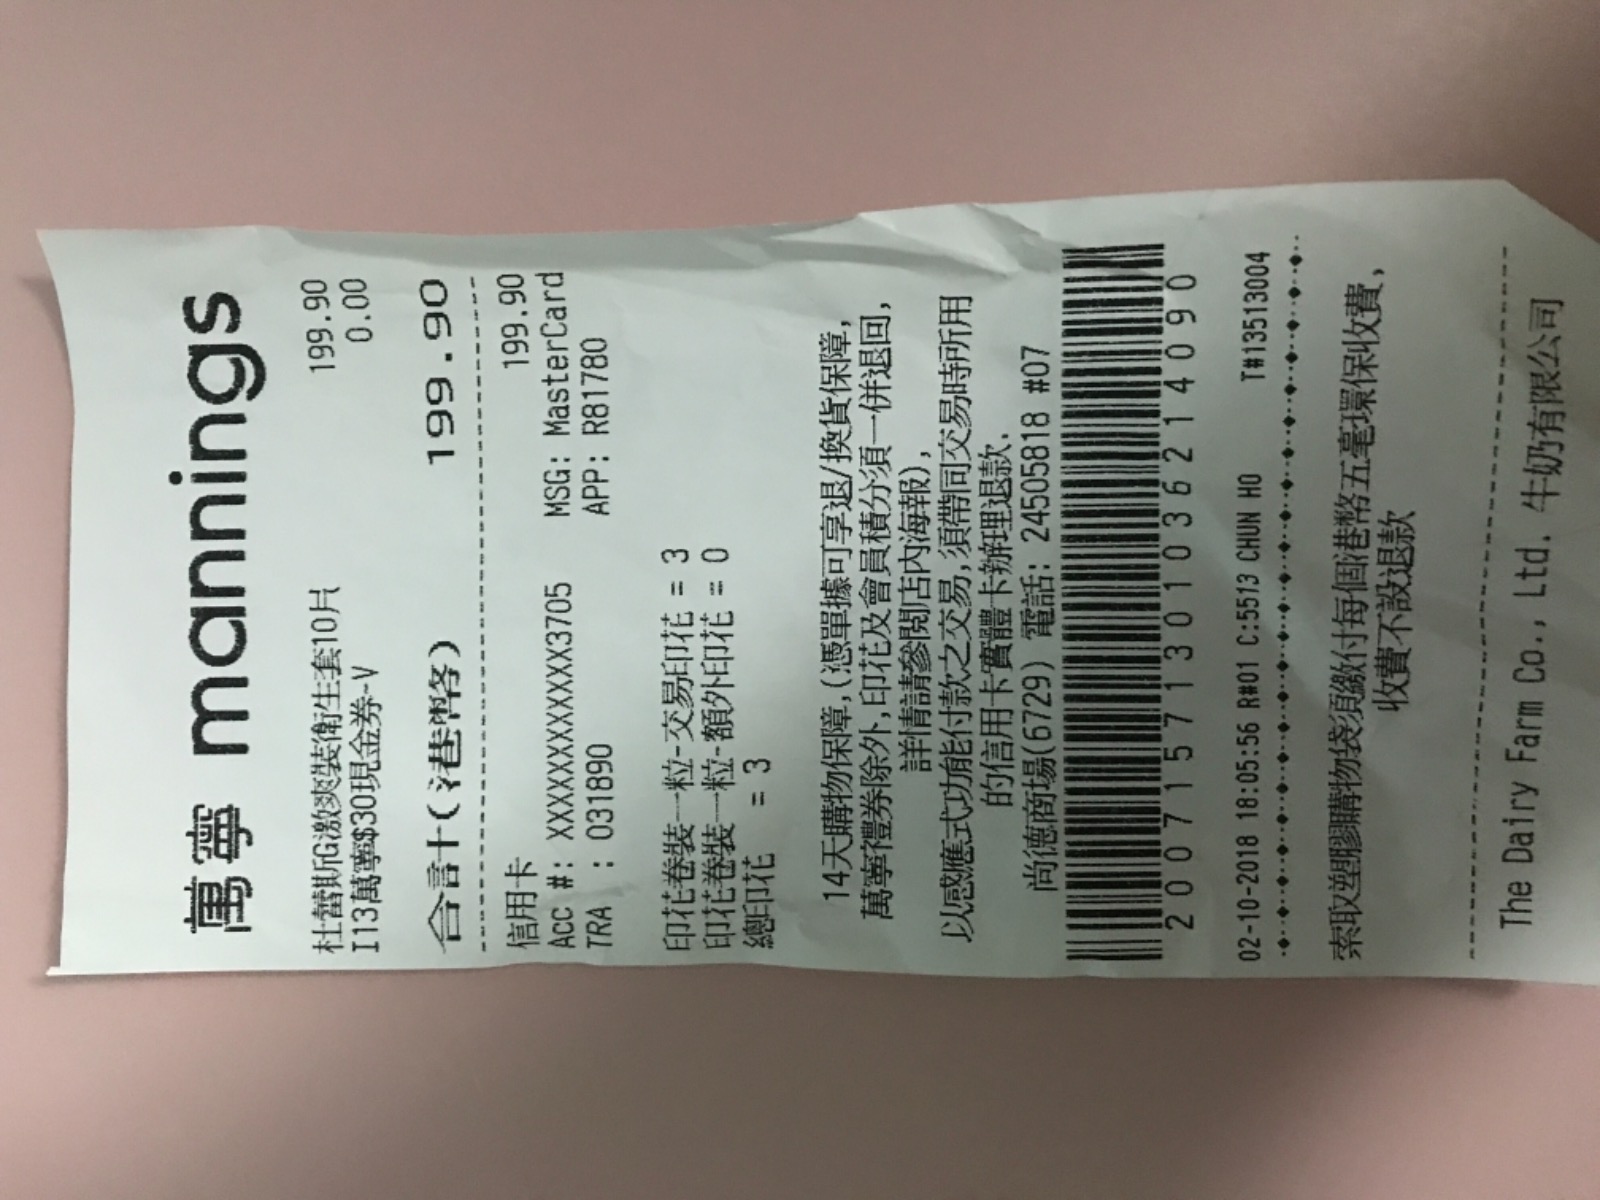 萬寧 mannings
杜蕾斯G激爽裝衛生套10片 199.90
I13萬寧$30現金券-V 0.00
合計(港幣) 199.90
信用卡 199.90
ACC #: XXXXXXXXXXXX3705 MSG: MasterCard
TRA : 031890 APP: R81780
印花卷裝一粒-交易印花 = 3
印花卷裝一粒-額外印花 = 0
總印花 = 3
14天購物保障,(憑單據可享退/換貨保障,
萬寧禮券除外,印花及會員積分須一併退回,
詳情請參閱店內海報),
以感應式功能付款之交易,須帶同交易時所用
的信用卡實體卡辦理退款.
尚德商場(6729) 電話: 24505818 #07
20071571301036214090
02-10-2018 18:05:56 R#01 C:5513 CHUN HO T#13513004
索取塑膠購物袋須繳付每個港幣五毫環保收費,
收費不設退款
The Dairy Farm Co., Ltd. 牛奶有限公司